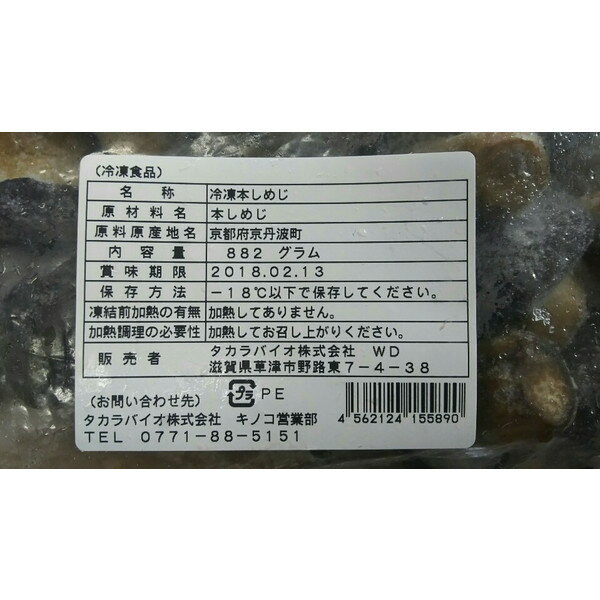 (冷凍食品)
名称 冷凍本しめじ
原材料名 本しめじ
原料原産地名 京都府京丹波町
内容量 882 グラム
賞味期限 2018.02.13
保存方法 -18℃以下で保存してください。
凍結前加熱の有無 加熱してありません。
加熱調理の必要性 加熱してお召し上がりください。
販売者 タカラバイオ株式会社 WD
滋賀県草津市野路東7-4-38
プラ PE
(お問い合わせ先)
タカラバイオ株式会社 キノコ営業部
TEL 0771-88-5151
4 562124 155890